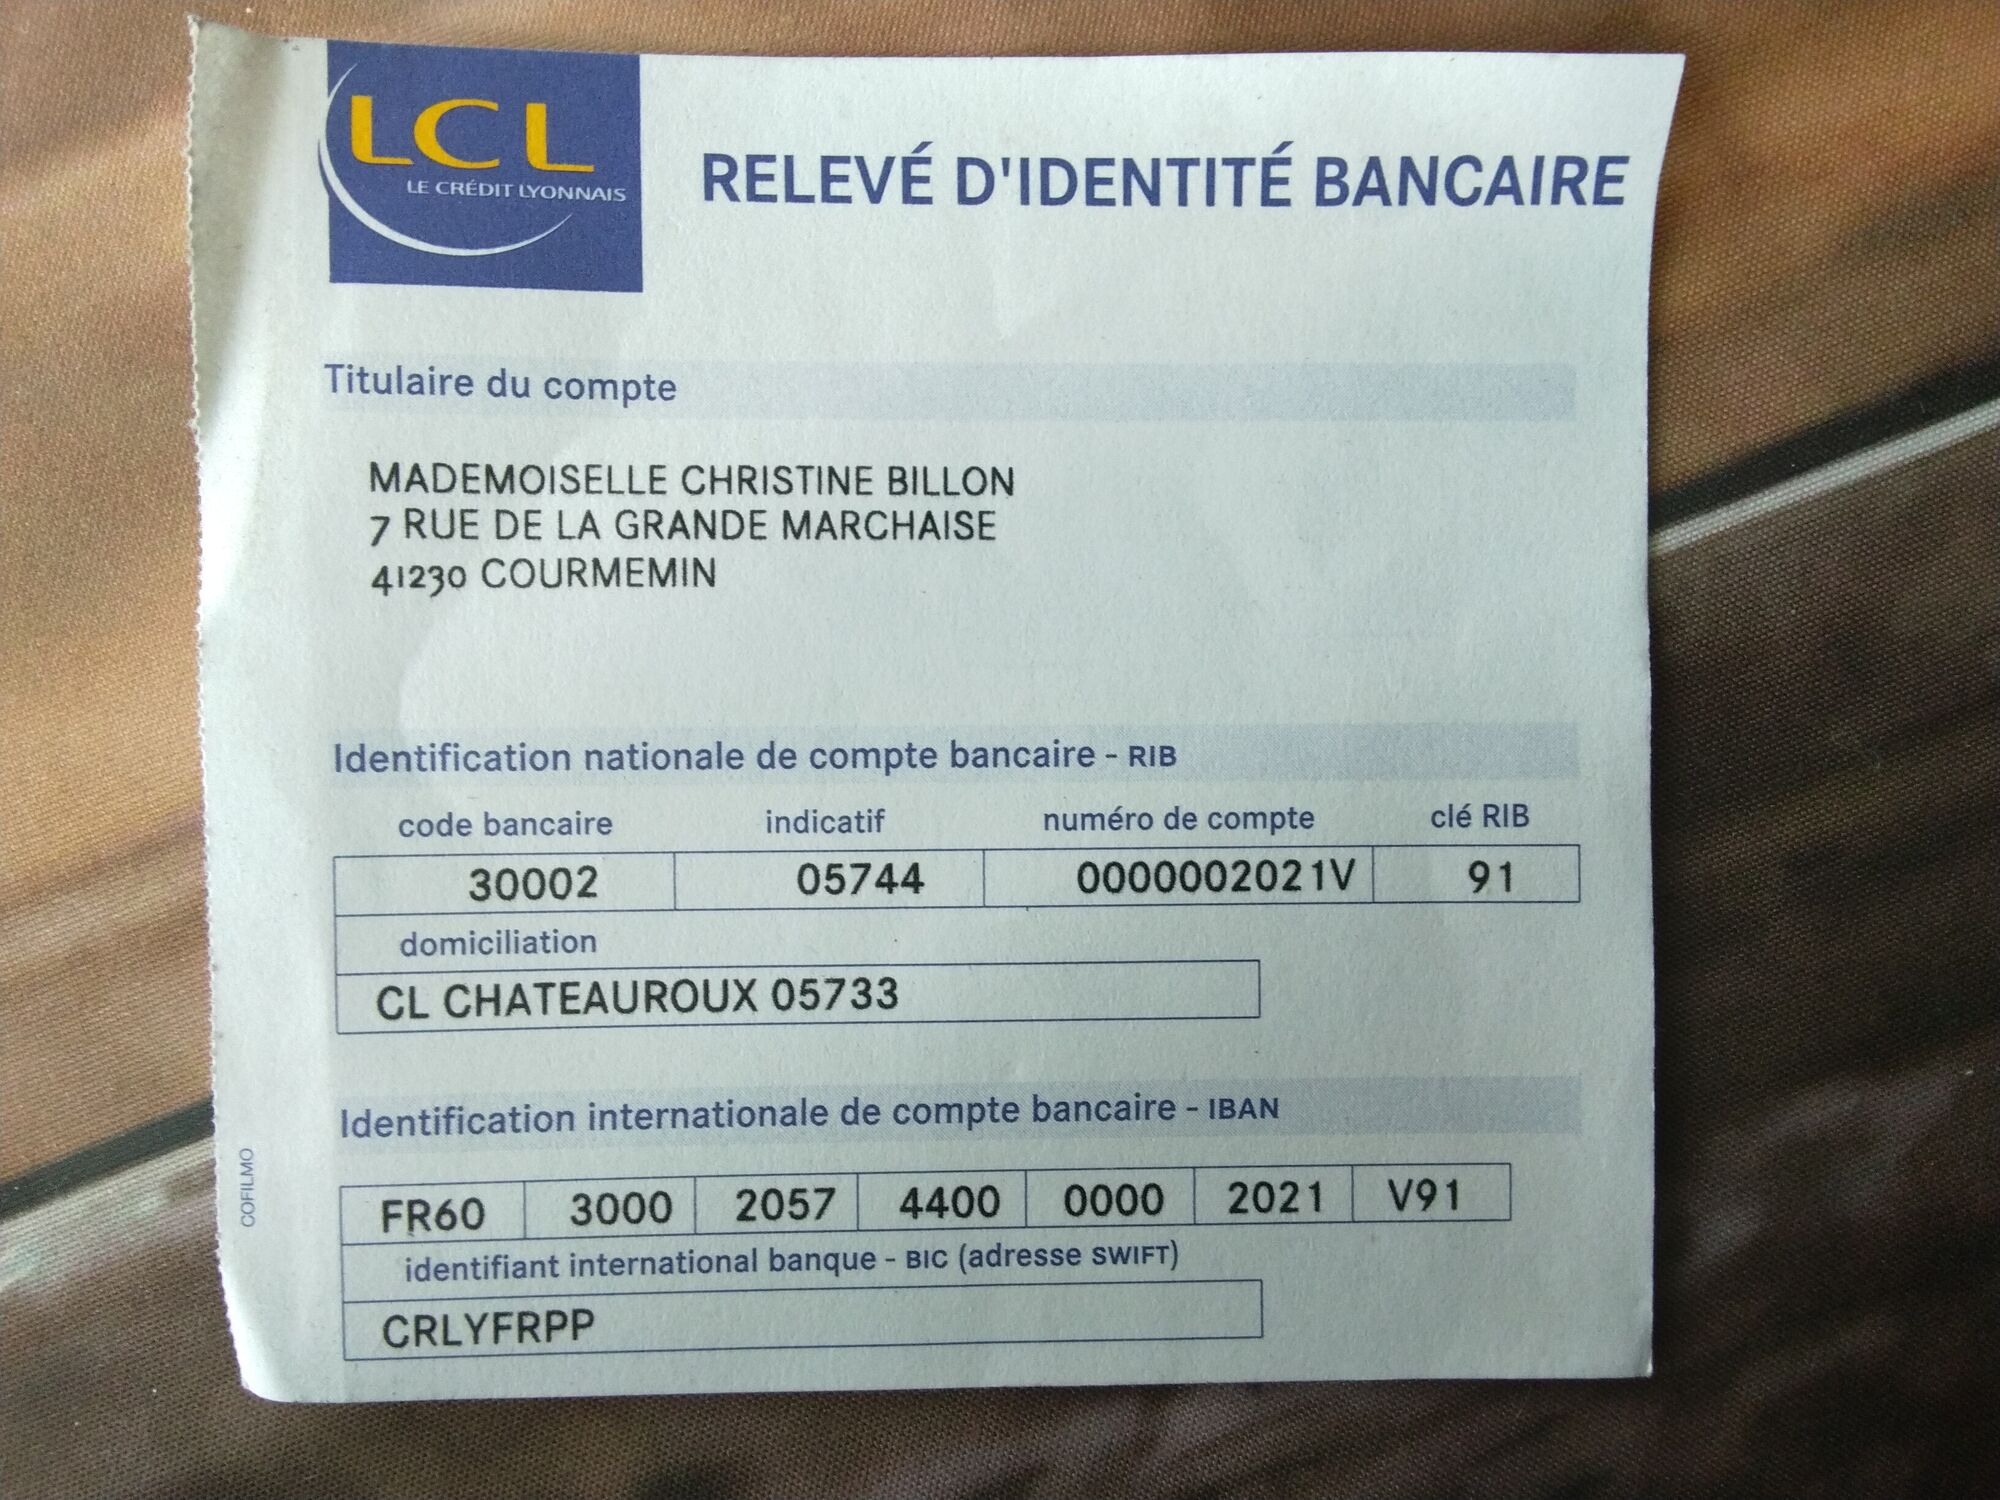 LCL
LE CRÉDIT LYONNAIS
RELEVÉ D'IDENTITÉ BANCAIRE
Titulaire du compte
MADEMOISELLE CHRISTINE BILLON
7 RUE DE LA GRANDE MARCHAISE
41230 COURMEMIN
Identification nationale de compte bancaire - RIB
code bancaire indicatif numéro de compte clé RIB
30002 05744 0000002021V 91
domiciliation
CL CHATEAUROUX 05733
Identification internationale de compte bancaire - IBAN
FR60 3000 2057 4400 0000 2021 V91
identifiant international banque - BIC (adresse SWIFT)
CRLYFRPP
COFILMO